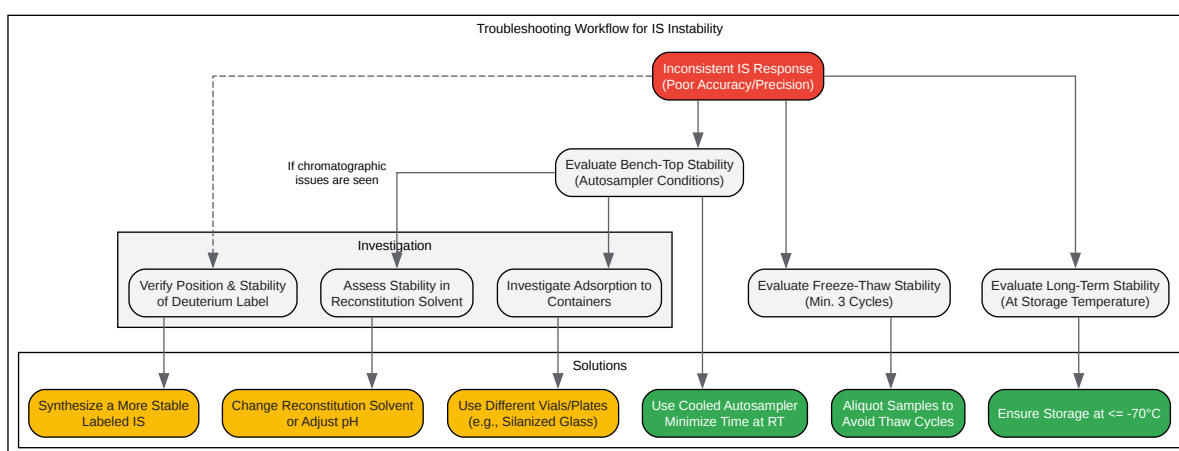 Troubleshooting Workflow for IS Instability
Inconsistent IS Response
(Poor Accuracy/Precision)
If chromatographic
issues are seen
Evaluate Bench-Top Stability
(Autosampler Conditions)
Investigation
Verify Position & Stability
of Deuterium Label
Assess Stability in
Reconstitution Solvent
Investigate Adsorption to
Containers
Evaluate Freeze-Thaw Stability
(Min. 3 Cycles)
Evaluate Long-Term Stability
(At Storage Temperature)
Solutions
Synthesize a More Stable
Labeled IS
Change Reconstitution Solvent
or Adjust pH
Use Different Vials/Plates
(e.g., Silanized Glass)
Use Cooled Autosampler
Minimize Time at RT
Aliquot Samples to
Avoid Thaw Cycles
Ensure Storage at <= -70°C